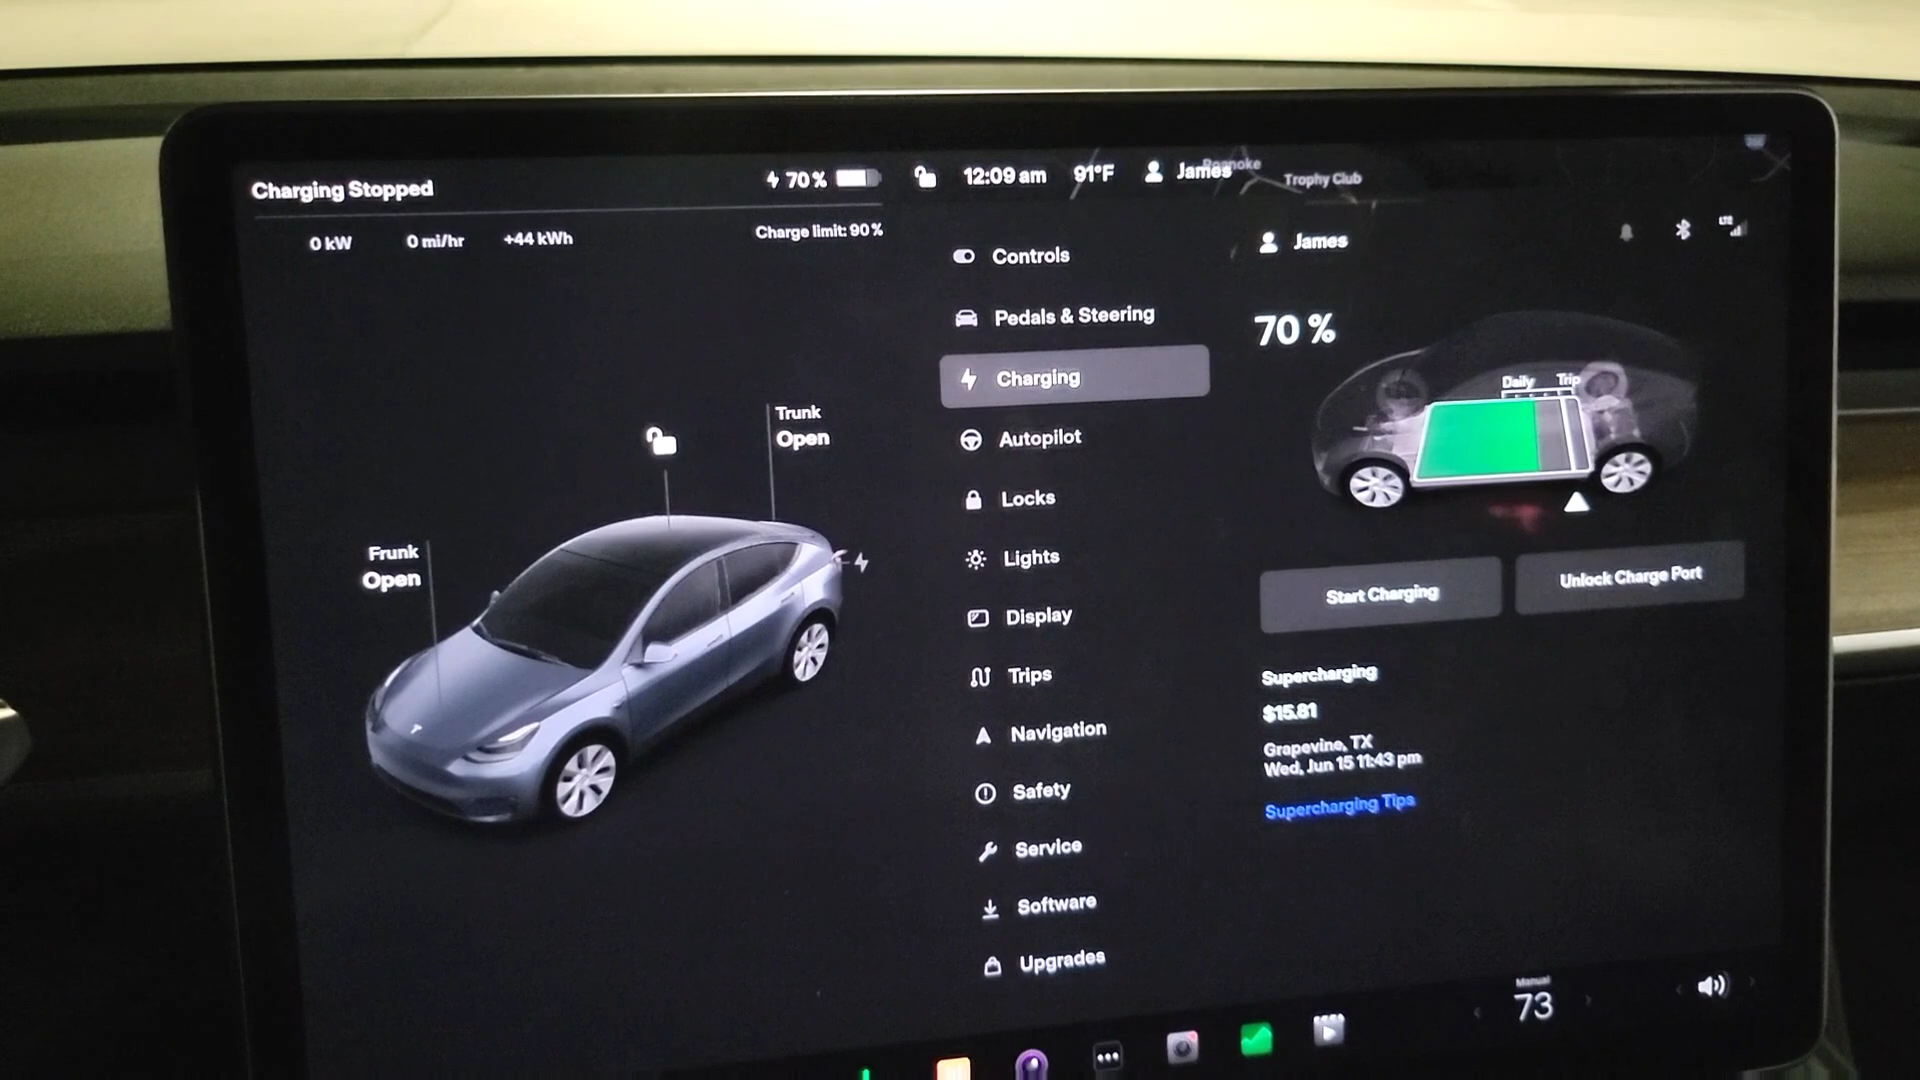 Charging Stopped
70%
12:09 am
91°F
James
Roanoke
Trophy Club
0 kW
0 mi/hr
+44 kWh
Charge limit: 90%
Trunk
Open
Frunk
Open
Controls
Pedals & Steering
Charging
Autopilot
Locks
Lights
Display
Trips
Navigation
Safety
Service
Software
Upgrades
James
LTE
70 %
Daily
Trip
Start Charging
Unlock Charge Port
Supercharging
$15.81
Grapevine, TX
Wed, Jun 15 11:43 pm
Supercharging Tips
Manual
73